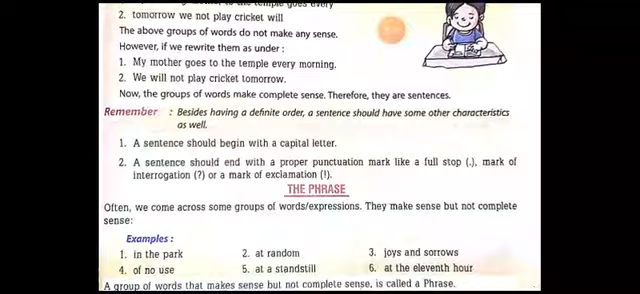 the temple goes every
2. tomorrow we not play cricket will
The above groups of words do not make any sense.
However, if we rewrite them as under :
1. My mother goes to the temple every morning.
2. We will not play cricket tomorrow.
Now, the groups of words make complete sense. Therefore, they are sentences.
Remember : Besides having a definite order, a sentence should have some other characteristics
as well.
1. A sentence should begin with a capital letter.
2. A sentence should end with a proper punctuation mark like a full stop (.), mark of
interrogation (?) or a mark of exclamation (!).
THE PHRASE
Often, we come across some groups of words/expressions. They make sense but not complete
sense:
Examples :
1. in the park 2. at random 3. joys and sorrows
4. of no use 5. at a standstill 6. at the eleventh hour
A group of words that makes sense but not complete sense, is called a Phrase.